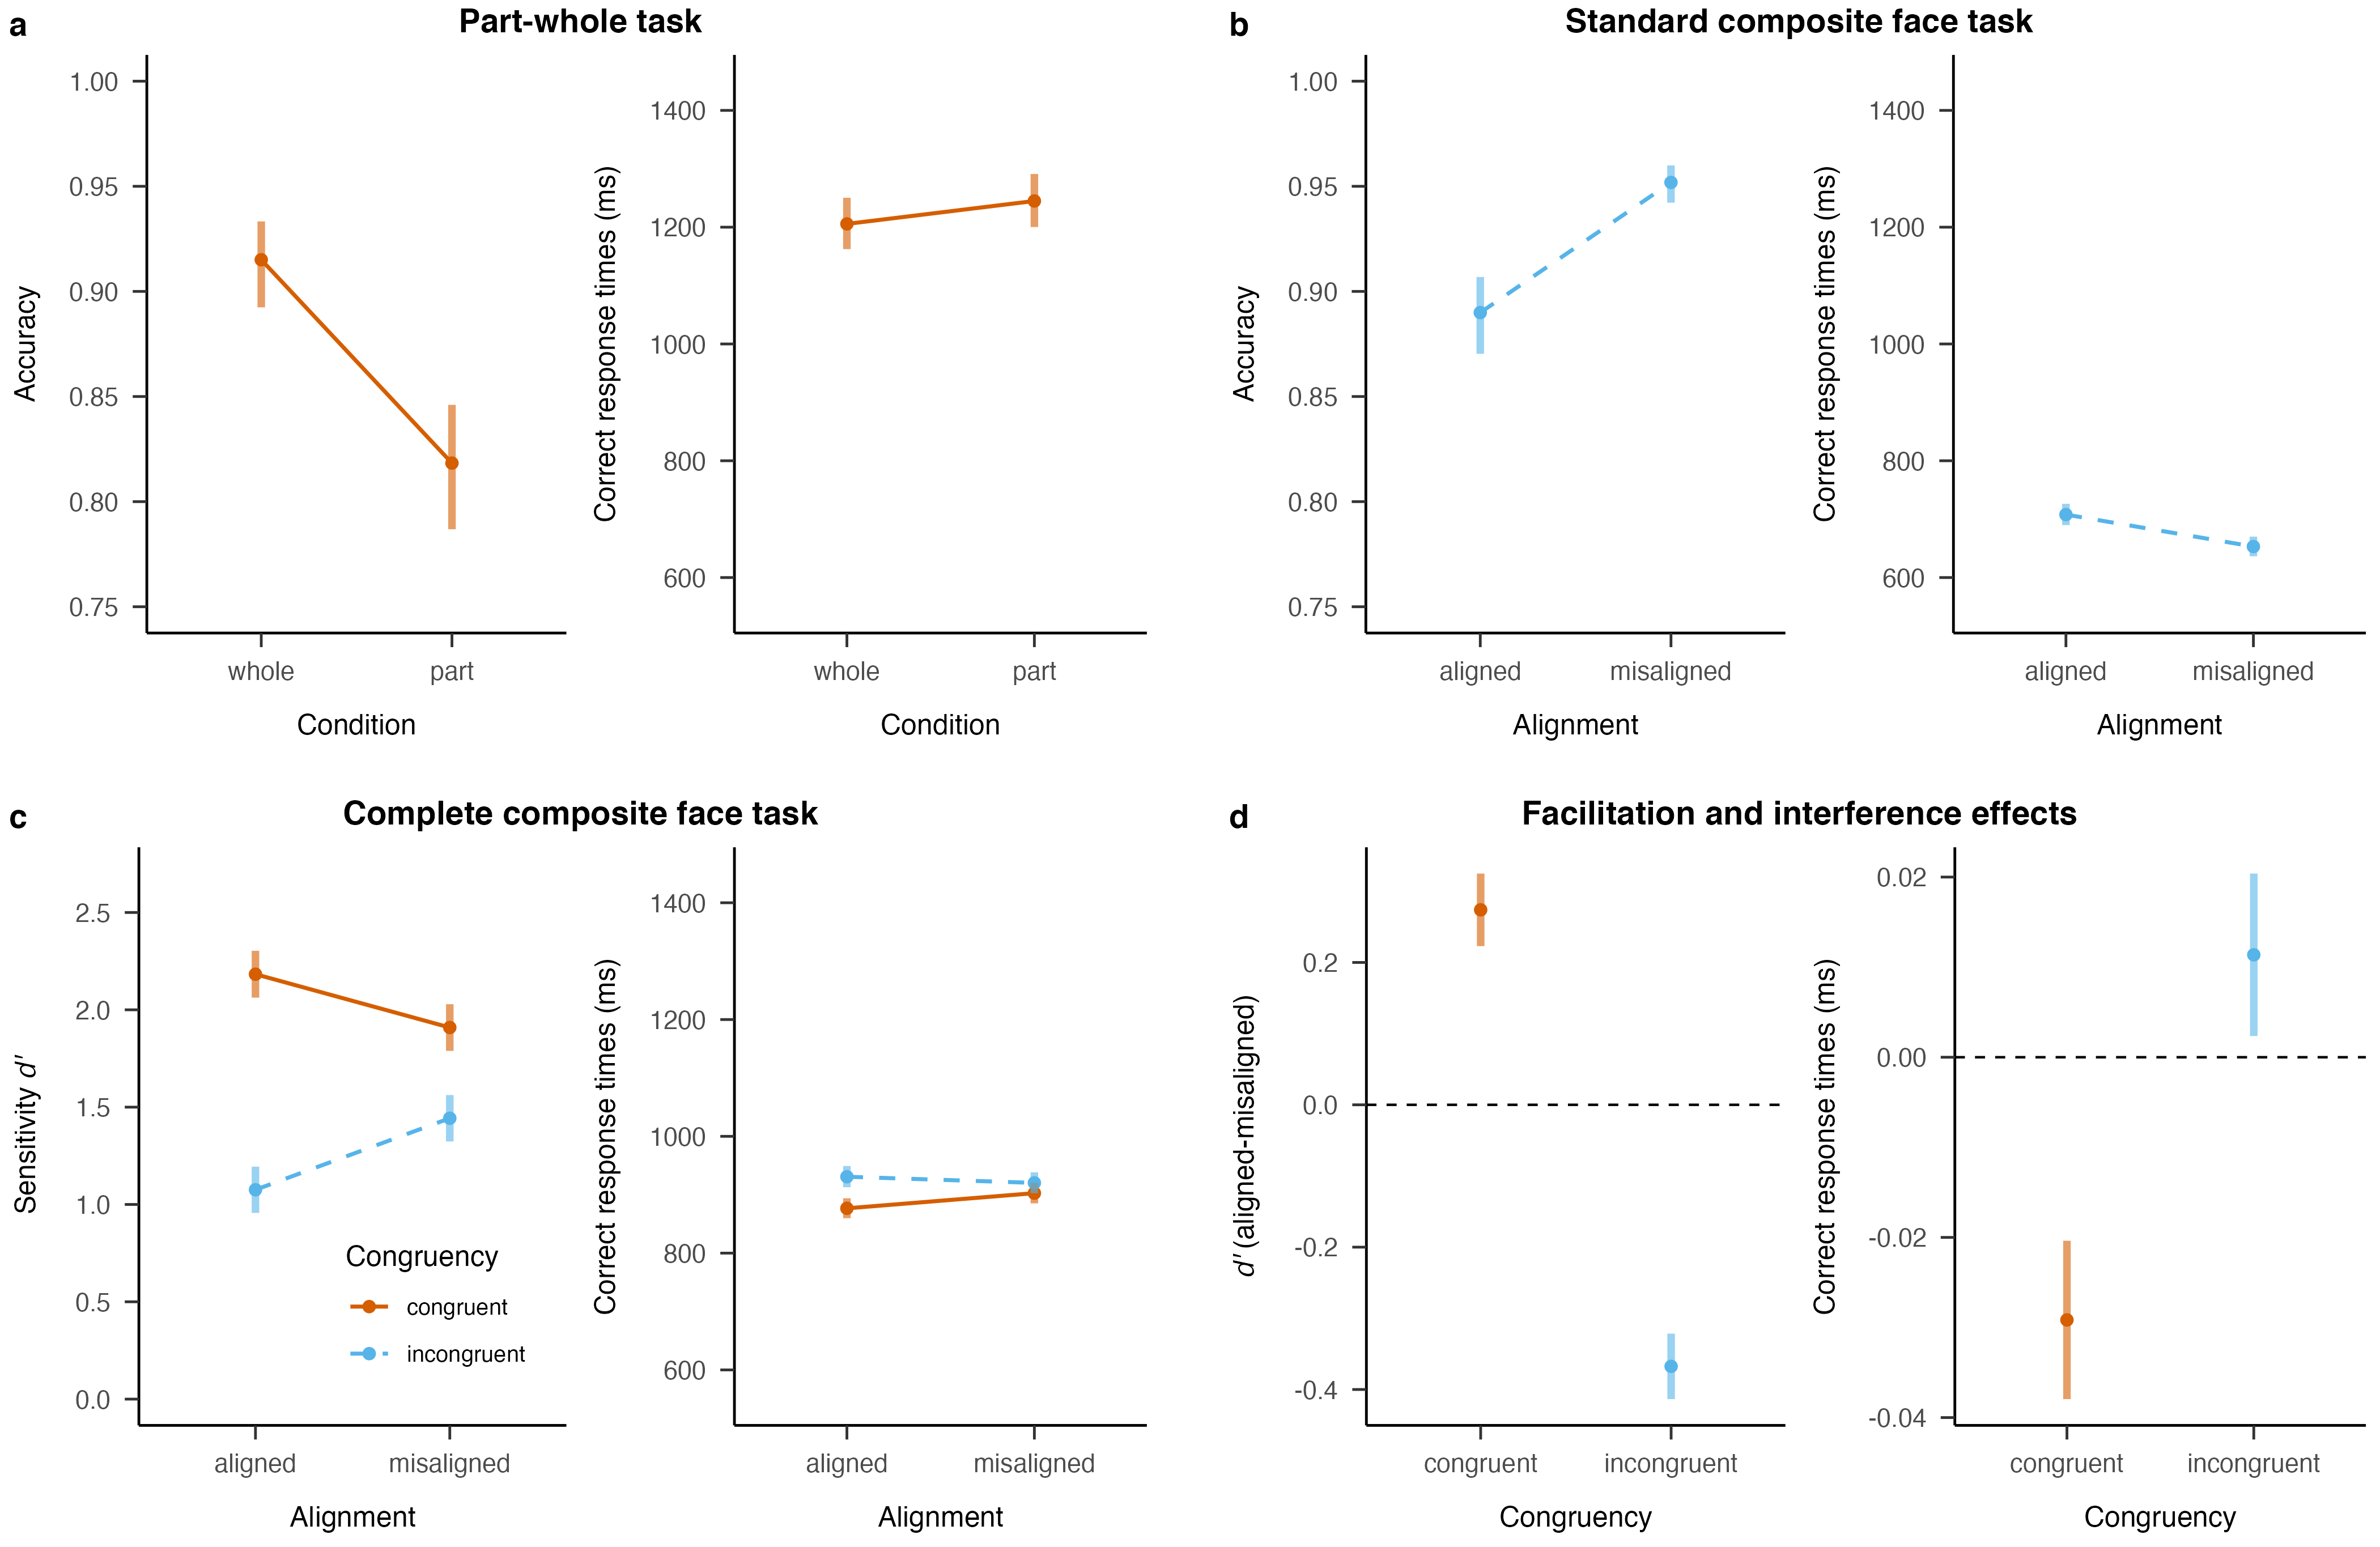 a
Part-whole task
Accuracy
1.00
0.95
0.90
0.85
0.80
0.75
whole
part
Condition
Correct response times (ms)
1400
1200
1000
800
600
whole
part
Condition
b
Standard composite face task
Accuracy
1.00
0.95
0.90
0.85
0.80
0.75
aligned
misaligned
Alignment
Correct response times (ms)
1400
1200
1000
800
600
aligned
misaligned
Alignment
c
Complete composite face task
Sensitivity d'
2.5
2.0
1.5
1.0
0.5
0.0
Congruency
congruent
incongruent
aligned
misaligned
Alignment
Correct response times (ms)
1400
1200
1000
800
600
aligned
misaligned
Alignment
d
Facilitation and interference effects
d' (aligned-misaligned)
0.2
0.0
-0.2
-0.4
congruent
incongruent
Congruency
Correct response times (ms)
0.02
0.00
-0.02
-0.04
congruent
incongruent
Congruency